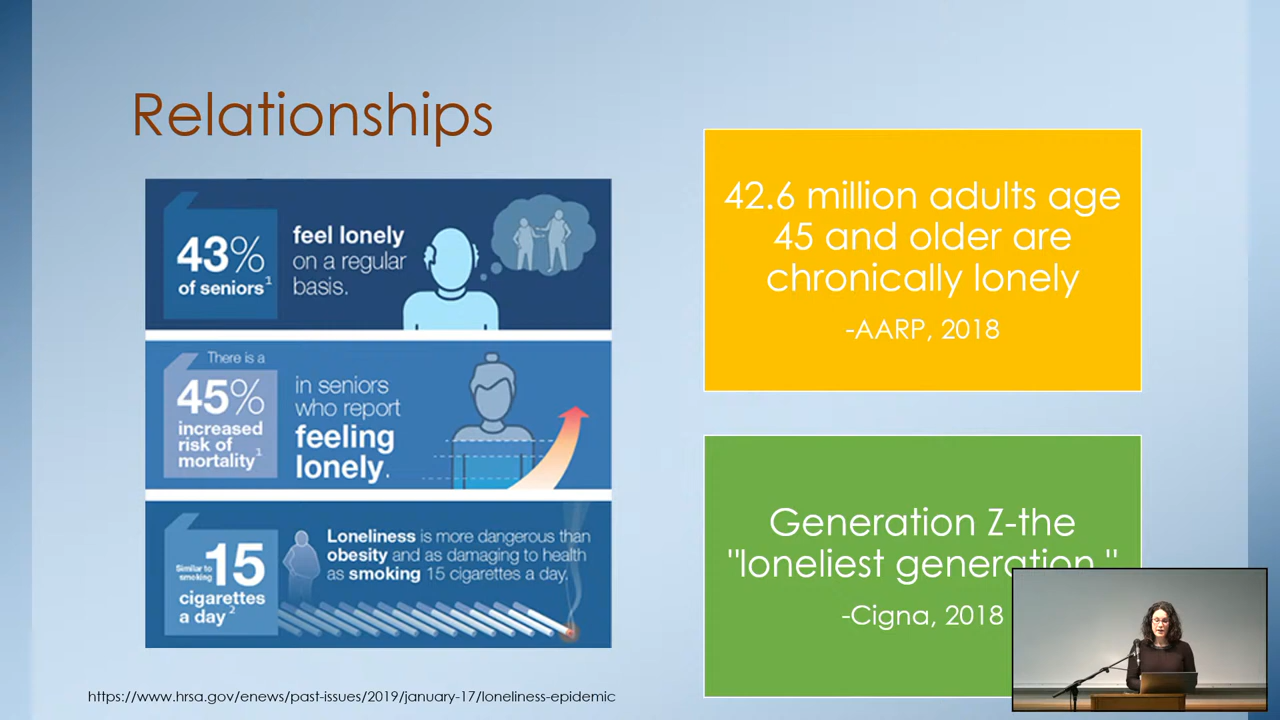 Relationships
43%
of seniors1
feel lonely
on a regular
basis.
There is a
45%
increased
risk of
mortality1
in seniors
who report
feeling
lonely.
Similar to
smoking
15
cigarettes
a day2
Loneliness is more dangerous than
obesity and as damaging to health
as smoking 15 cigarettes a day.
https://www.hrsa.gov/enews/past-issues/2019/january-17/loneliness-epidemic
42.6 million adults age
45 and older are
chronically lonely
-AARP, 2018
Generation Z-the
"loneliest generation."
-Cigna, 2018